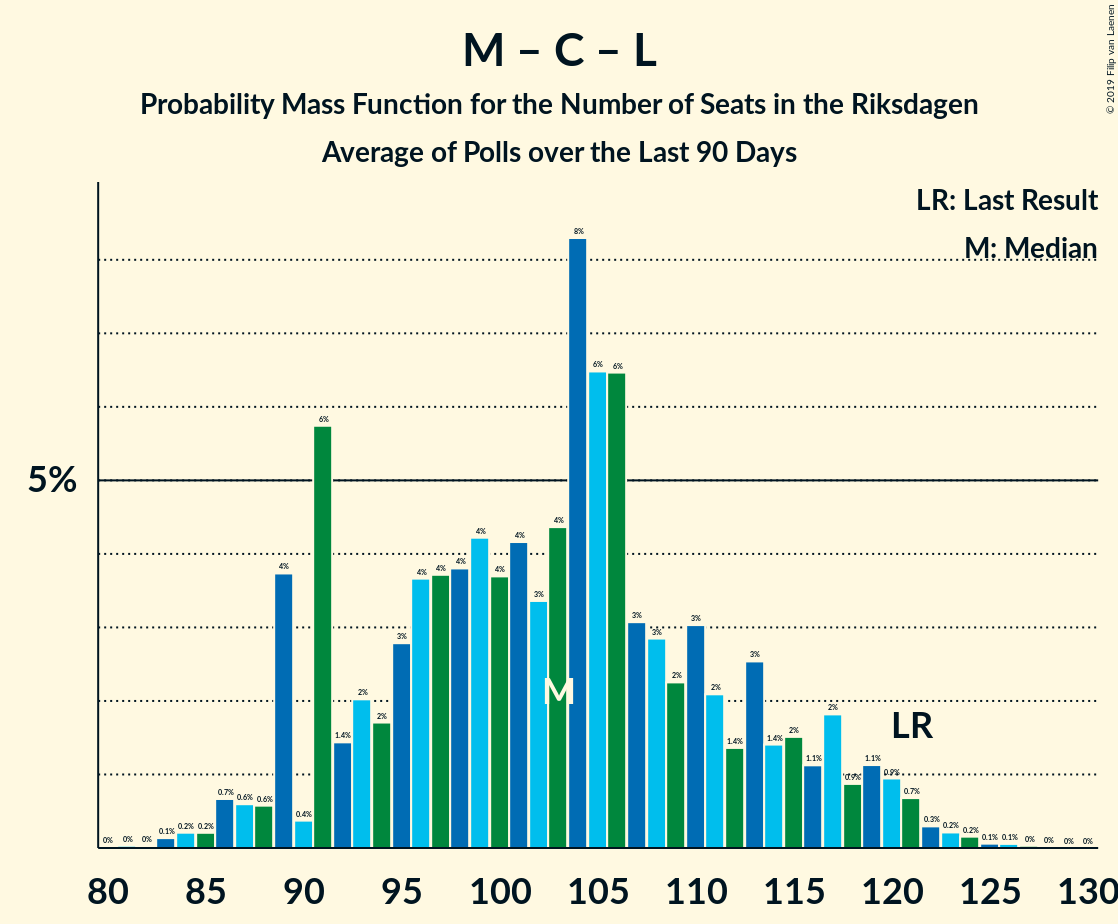 © 2019 Filip van Laenen
M – C – L
Probability Mass Function for the Number of Seats in the Riksdagen
Average of Polls over the Last 90 Days
LR: Last Result
M: Median
5%
0% 0% 0% 0.1% 0.2% 0.2% 0.7% 0.6% 0.6% 4% 0.4% 6% 1.4% 2% 2% 3% 4% 4% 4% 4% 4% 4% 3% 4% 8% 6% 6% 3% 3% 2% 3% 2% 1.4% 3% 1.4% 2% 1.1% 2% 0.9% 1.1% 0.9% 0.7% 0.3% 0.2% 0.2% 0.1% 0.1% 0% 0% 0% 0%
M
LR
80 85 90 95 100 105 110 115 120 125 130